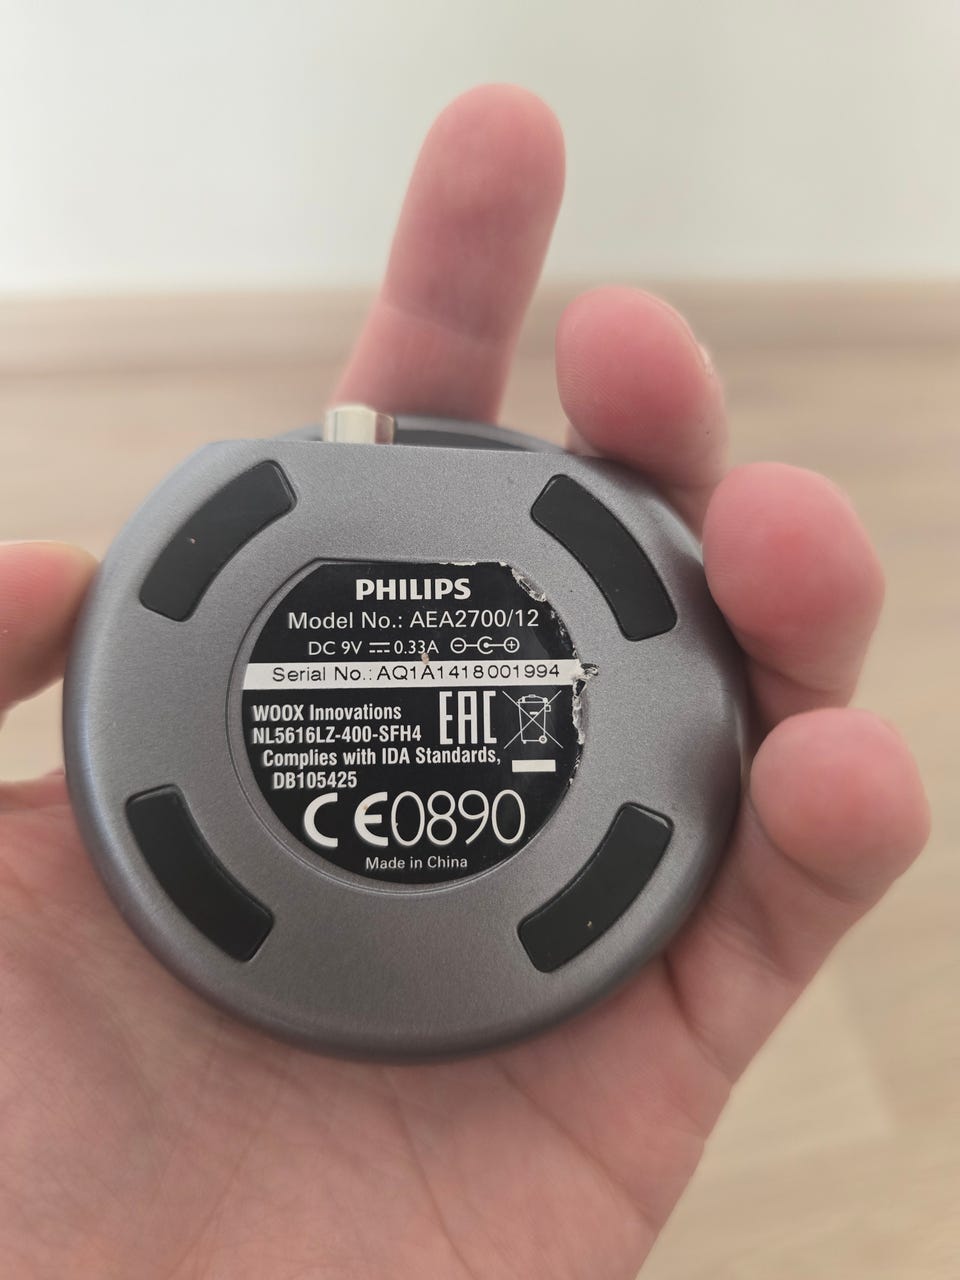 PHILIPS
Model No.: AEA2700/12
DC 9V ⎓ 0.33A
Serial No.: AQ1A1418001994
WOOX Innovations
NL5616LZ-400-SFH4
EAC
Complies with IDA Standards,
DB105425
CE0890
Made in China